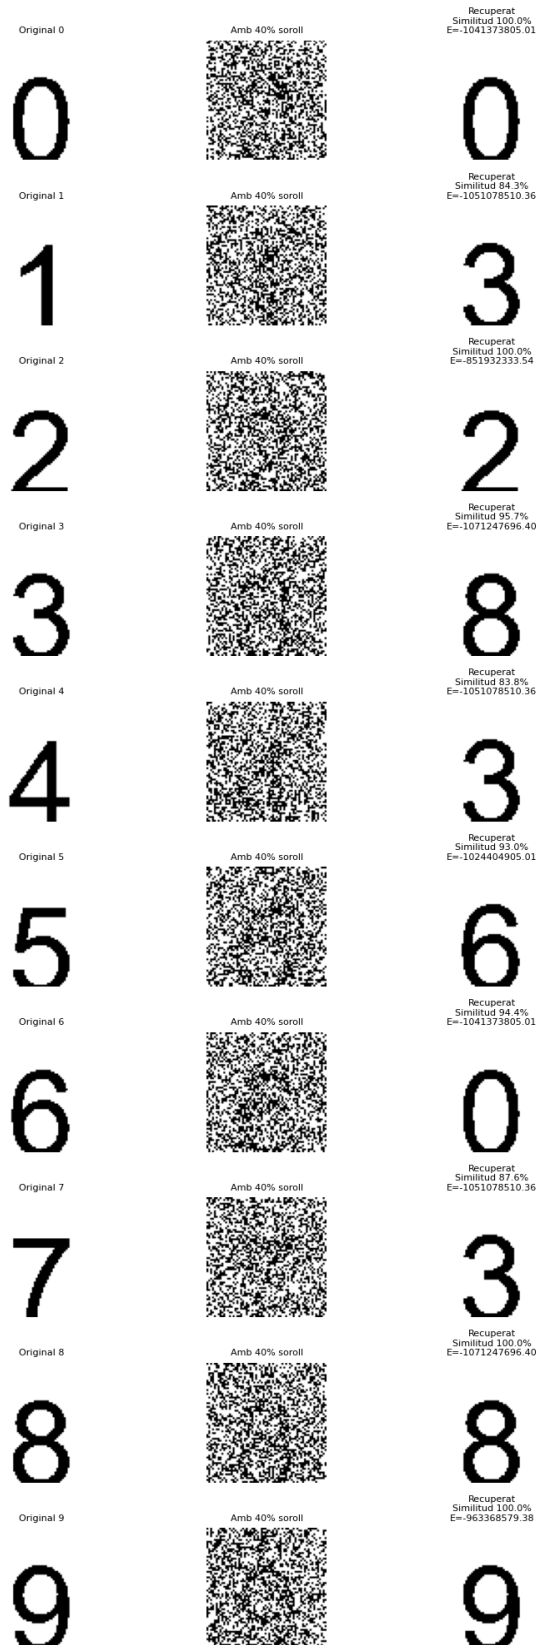 Recuperat
Similitud 100.0%
Original 0 Amb 40% soroll E=-1041373805.01
0 0
Recuperat
Similitud 84.3%
Original 1 Amb 40% soroll E=-1051078510.36
1 3
Recuperat
Similitud 100.0%
Original 2 Amb 40% soroll E=-851932333.54
2 2
Recuperat
Similitud 95.7%
Original 3 Amb 40% soroll E=-1071247696.40
3 8
Recuperat
Similitud 83.8%
Original 4 Amb 40% soroll E=-1051078510.36
4 3
Recuperat
Similitud 93.0%
Original 5 Amb 40% soroll E=-1024404905.01
5 6
Recuperat
Similitud 94.4%
Original 6 Amb 40% soroll E=-1041373805.01
6 0
Recuperat
Similitud 87.6%
Original 7 Amb 40% soroll E=-1051078510.36
7 3
Recuperat
Similitud 100.0%
Original 8 Amb 40% soroll E=-1071247696.40
8 8
Recuperat
Similitud 100.0%
Original 9 Amb 40% soroll E=-963368579.38
9 9